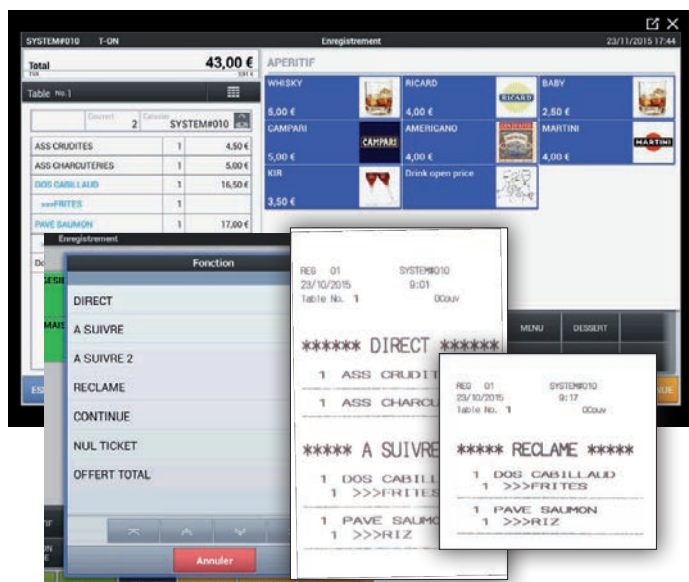 SYSTEM#010 T-ON Enregistrement 23/11/2015 17:44
Total 43,00 €
TVA
Table No.1
Couvert 2 SYSTEM#010
ASS CRUDITES 1 4,50 €
ASS CHARCUTERIES 1 5,00 €
DOS CABILLAUD 1 16,50 €
»»»FRITES 1
PAVE SAUMON 1 17,00 €
APERITIF
WHISKY
5,00 €
RICARD
RICARD
4,00 €
BABY
2,50 €
CAMPARI
CAMPARI
5,00 €
AMERICANO
4,00 €
MARTINI
MARTINI
4,00 €
KIR
3,50 €
Drink open price
MENU DESSERT
Enregistrement
Fonction
DIRECT
A SUIVRE
A SUIVRE 2
RECLAME
CONTINUE
NUL TICKET
OFFERT TOTAL
Annuler
REG 01 SYSTEM#010
23/10/2015 9:01
Table No. 1 0Couv
****** DIRECT ******
1 ASS CRUDIT
1 ASS CHARCU
***** A SUIVRE
1 DOS CABILL
1 >>>FRITES
1 PAVE SAUMO
1 >>>RIZ
REG 01 SYSTEM#010
23/10/2015 9:17
Table No. 1 0Couv
***** RECLAME *****
1 DOS CABILLAUD
1 >>>FRITES
1 PAVE SAUMON
1 >>>RIZ